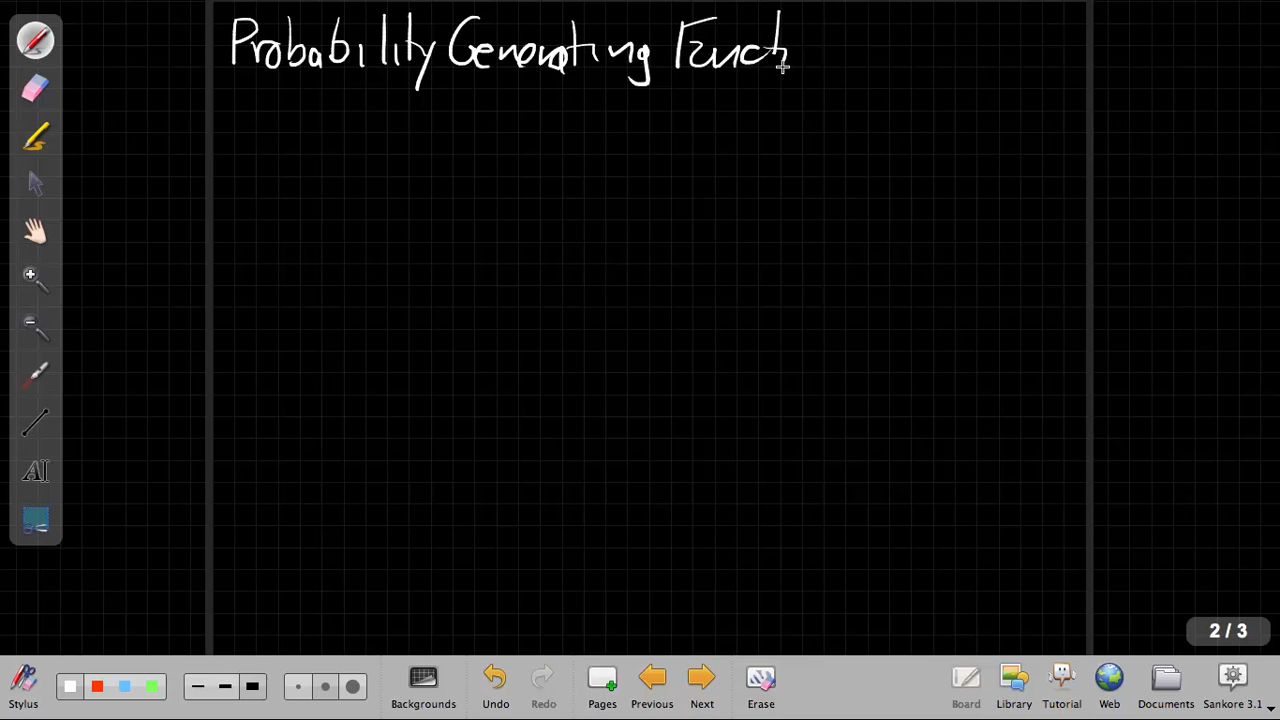 Probability Generating Funct
2 / 3
Stylus
Backgrounds
Undo
Redo
Pages
Previous
Next
Erase
Board
Library
Web
Tutorial
Documents
Sankore 3.1